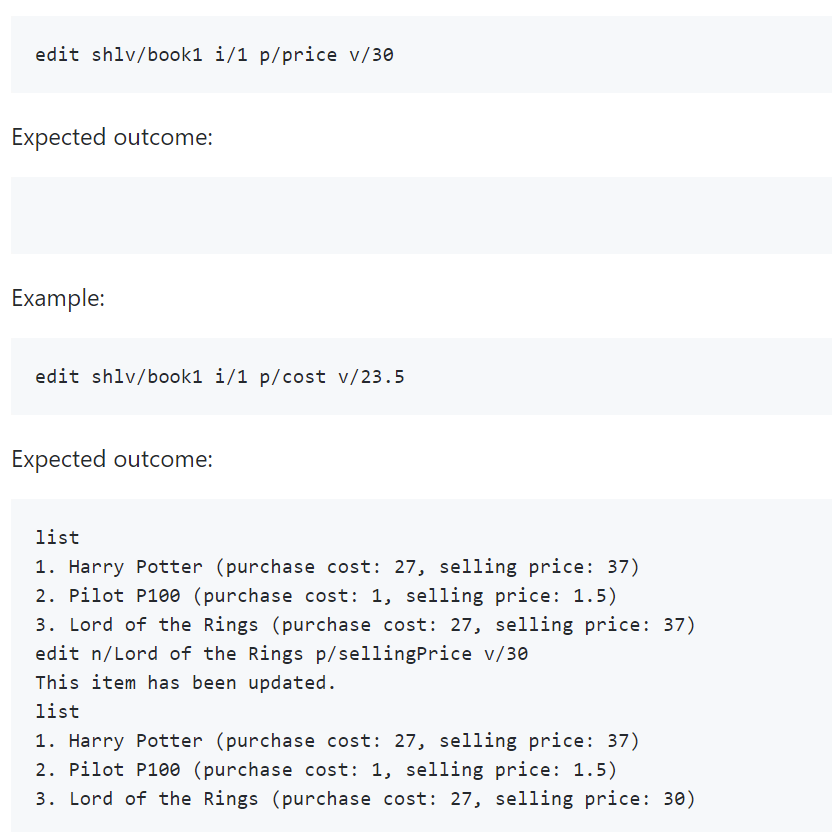 edit shlv/book1 i/1 p/price v/30
Expected outcome:
Example:
edit shlv/book1 i/1 p/cost v/23.5
Expected outcome:
list
1. Harry Potter (purchase cost: 27, selling price: 37)
2. Pilot P100 (purchase cost: 1, selling price: 1.5)
3. Lord of the Rings (purchase cost: 27, selling price: 37)
edit n/Lord of the Rings p/sellingPrice v/30
This item has been updated.
list
1. Harry Potter (purchase cost: 27, selling price: 37)
2. Pilot P100 (purchase cost: 1, selling price: 1.5)
3. Lord of the Rings (purchase cost: 27, selling price: 30)